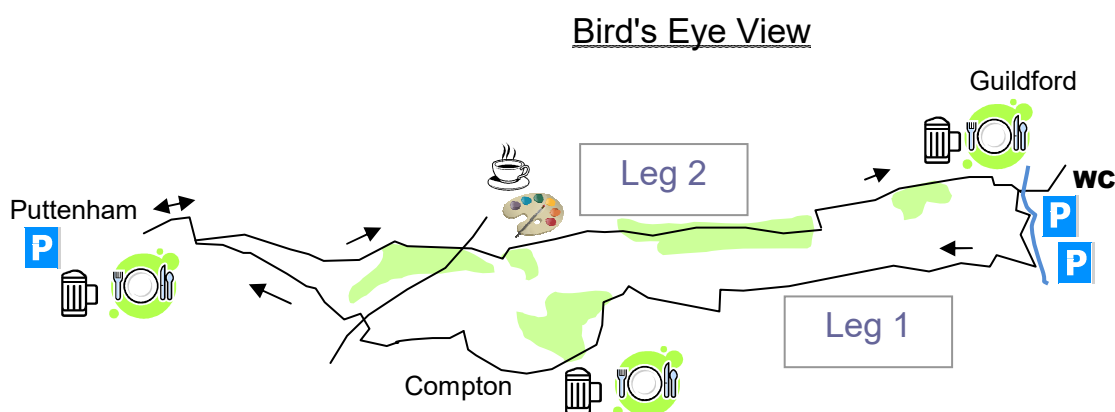 Bird's Eye View
Guildford
Leg 2
WC
Puttenham
P
P
P
Leg 1
Compton